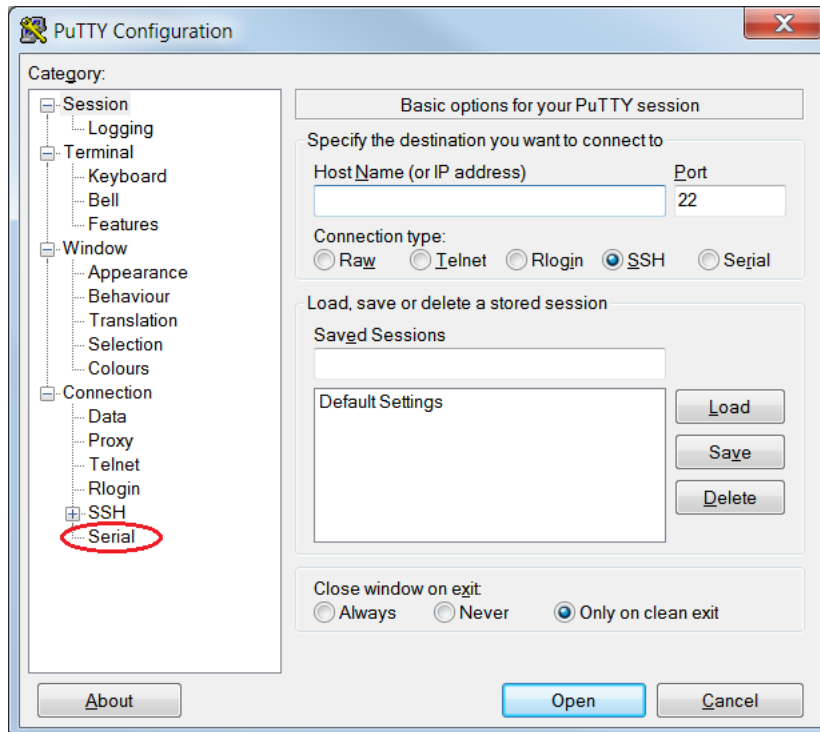 PuTTY Configuration
Category:
Session
Logging
Terminal
Keyboard
Bell
Features
Window
Appearance
Behaviour
Translation
Selection
Colours
Connection
Data
Proxy
Telnet
Rlogin
SSH
Serial
Basic options for your PuTTY session
Specify the destination you want to connect to
Host Name (or IP address) Port
22
Connection type:
Raw Telnet Rlogin SSH Serial
Load, save or delete a stored session
Saved Sessions
Default Settings
Load
Save
Delete
Close window on exit:
Always Never Only on clean exit
About Open Cancel